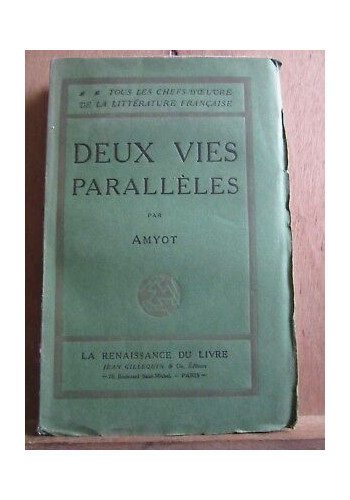 * * TOUS LES CHEFS D'ŒUVRE
DE LA LITTÉRATURE FRANÇAISE
DEUX VIES
PARALLÈLES
PAR
AMYOT
LA RENAISSANCE DU LIVRE
JEAN GILLEQUIN & Cie, Éditeurs
— 78, Boulevard Saint-Michel, — PARIS —